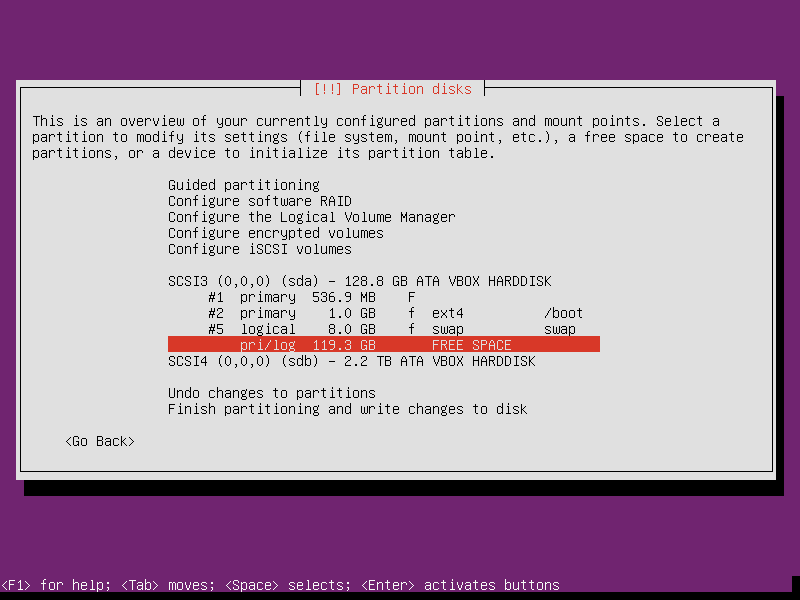 [!!] Partition disks
This is an overview of your currently configured partitions and mount points. Select a
partition to modify its settings (file system, mount point, etc.), a free space to create
partitions, or a device to initialize its partition table.
Guided partitioning
Configure software RAID
Configure the Logical Volume Manager
Configure encrypted volumes
Configure iSCSI volumes
SCSI3 (0,0,0) (sda) - 128.8 GB ATA VBOX HARDDISK
#1 primary 536.9 MB F
#2 primary 1.0 GB f ext4 /boot
#5 logical 8.0 GB f swap swap
pri/log 119.3 GB FREE SPACE
SCSI4 (0,0,0) (sdb) - 2.2 TB ATA VBOX HARDDISK
Undo changes to partitions
Finish partitioning and write changes to disk
<Go Back>
<F1> for help; <Tab> moves; <Space> selects; <Enter> activates buttons